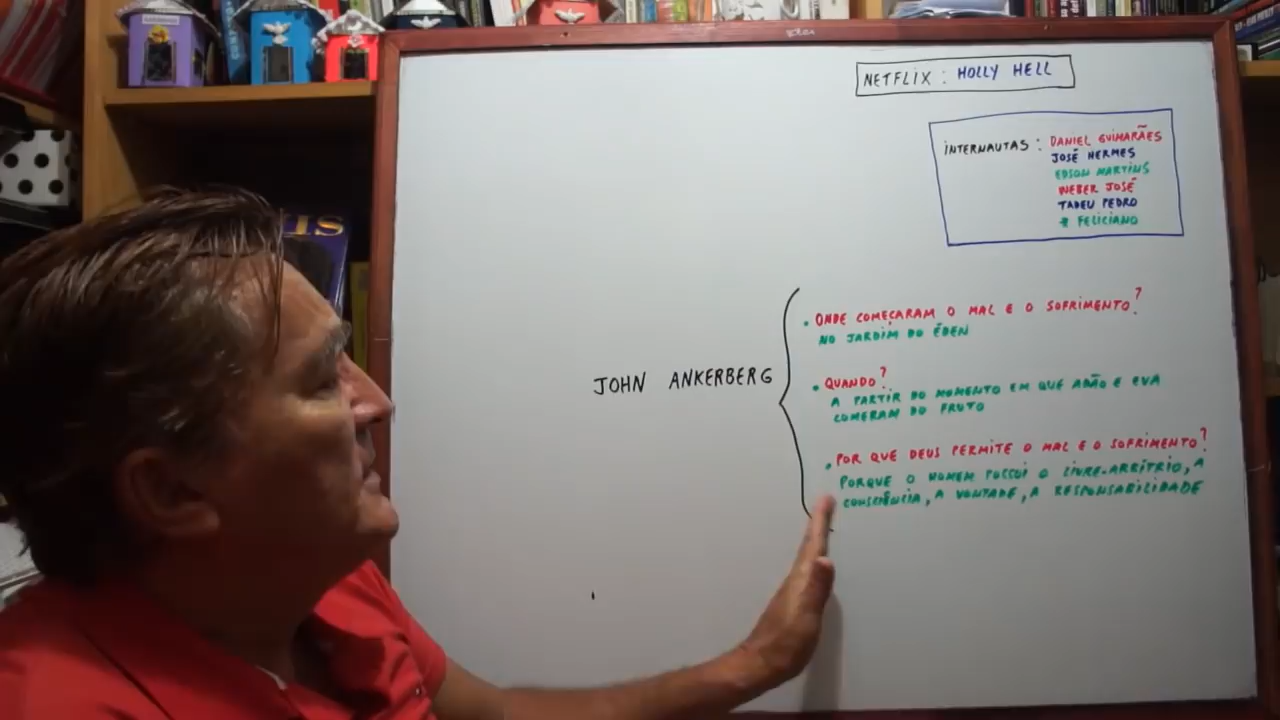 NETFLIX : HOLLY HELL
INTERNAUTAS : DANIEL GUIMARÃES
JOSÉ HERMES
EDSON MARTINS
WEBER JOSÉ
TADEU PEDRO
# FELICIANO
JOHN ANKERBERG
• ONDE COMEÇARAM O MAL E O SOFRIMENTO?
NO JARDIM DO ÉDEN
• QUANDO?
A PARTIR DO MOMENTO EM QUE ADÃO E EVA
COMERAM DO FRUTO
• POR QUE DEUS PERMITE O MAL E O SOFRIMENTO?
PORQUE O HOMEM POSSUI O LIVRE-ARBÍTRIO, A
CONSCIÊNCIA, A VONTADE, A RESPONSABILIDADE